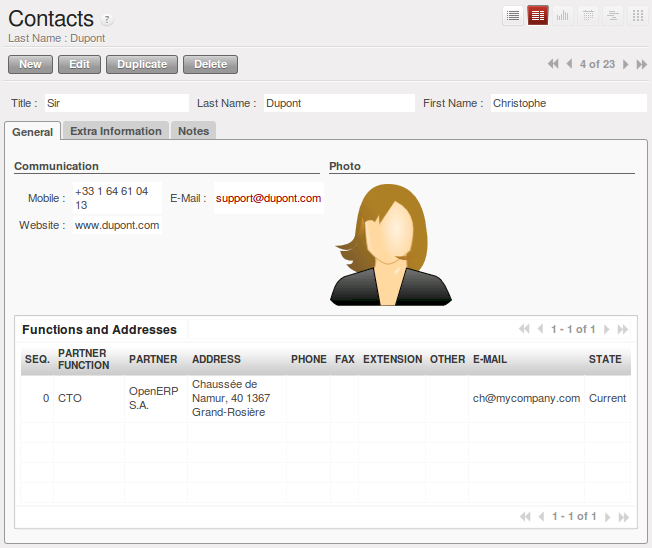 Contacts ?
Last Name : Dupont
New Edit Duplicate Delete 4 of 23
Title : Sir Last Name : Dupont First Name : Christophe
General Extra Information Notes
Communication Photo
Mobile : +33 1 64 61 04 13 E-Mail : support@dupont.com
Website : www.dupont.com
Functions and Addresses 1 - 1 of 1
SEQ. PARTNER FUNCTION PARTNER ADDRESS PHONE FAX EXTENSION OTHER E-MAIL STATE
0 CTO OpenERP S.A. Chaussée de Namur, 40 1367 Grand-Rosière ch@mycompany.com Current
1 - 1 of 1